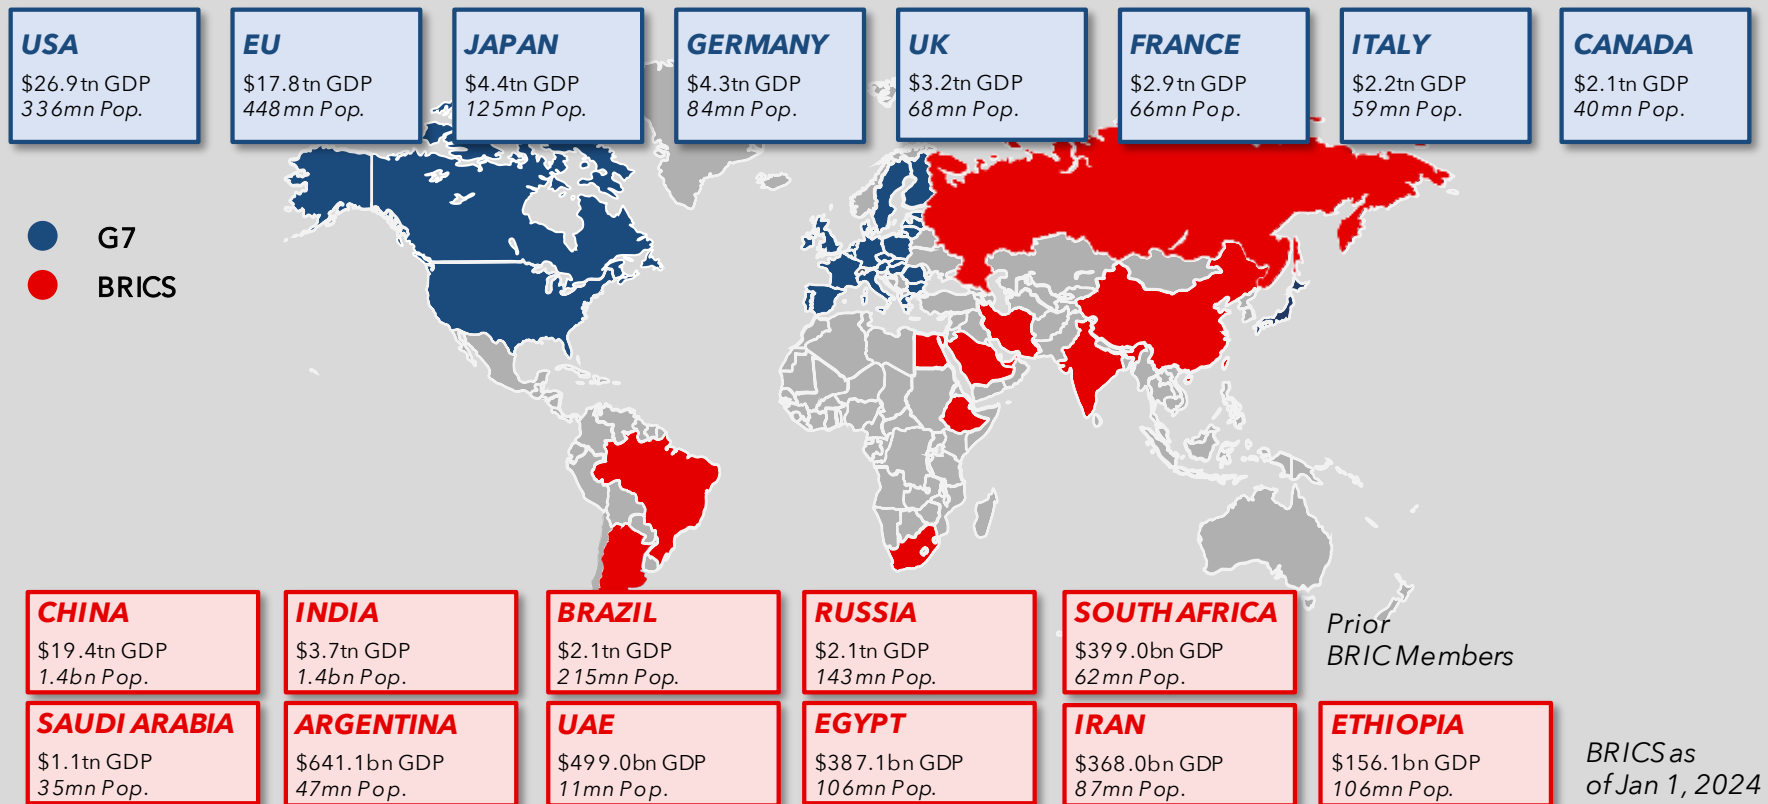 USA
$26.9tn GDP
336mn Pop.
EU
$17.8tn GDP
448mn Pop.
JAPAN
$4.4tn GDP
125mn Pop.
GERMANY
$4.3tn GDP
84mn Pop.
UK
$3.2tn GDP
68mn Pop.
FRANCE
$2.9tn GDP
66mn Pop.
ITALY
$2.2tn GDP
59mn Pop.
CANADA
$2.1tn GDP
40mn Pop.
G7
BRICS
CHINA
$19.4tn GDP
1.4bn Pop.
INDIA
$3.7tn GDP
1.4bn Pop.
BRAZIL
$2.1tn GDP
215mn Pop.
RUSSIA
$2.1tn GDP
143mn Pop.
SOUTH AFRICA
$399.0bn GDP
62mn Pop.
Prior
BRIC Members
SAUDI ARABIA
$1.1tn GDP
35mn Pop.
ARGENTINA
$641.1bn GDP
47mn Pop.
UAE
$499.0bn GDP
11mn Pop.
EGYPT
$387.1bn GDP
106mn Pop.
IRAN
$368.0bn GDP
87mn Pop.
ETHIOPIA
$156.1bn GDP
106mn Pop.
BRICS as
of Jan 1, 2024